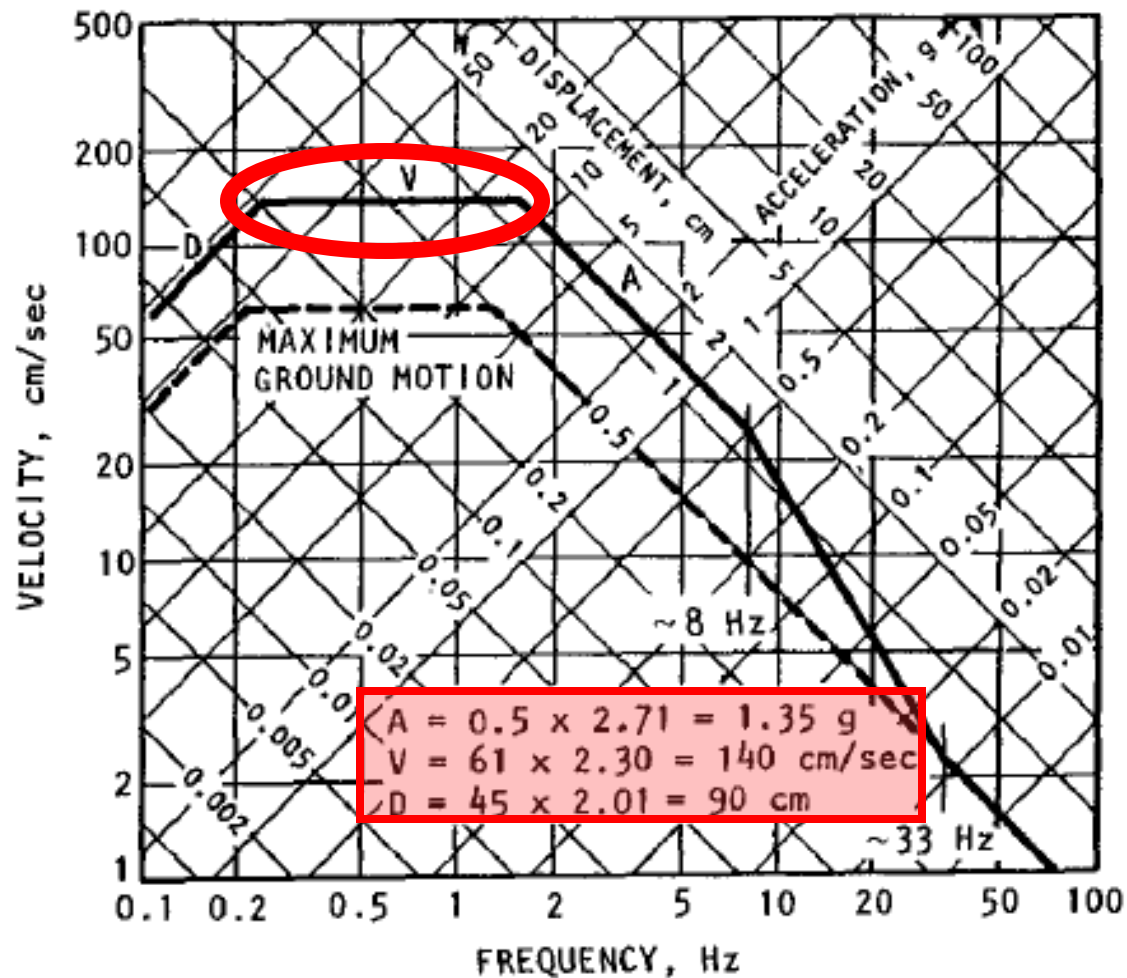 500
200
100
50
20
10
5
2
1
VELOCITY, cm/sec
0.1 0.2 0.5 1 2 5 10 20 50 100
FREQUENCY, Hz
DISPLACEMENT, cm
50
20
10
5
2
1
0.5
0.2
0.1
0.05
0.02
0.01
ACCELERATION, g
100
50
20
10
5
2
1
0.5
0.2
0.1
0.05
0.02
0.01
0.005
0.002
D
V
A
MAXIMUM
GROUND MOTION
~8 Hz
~33 Hz
A = 0.5 x 2.71 = 1.35 g
V = 61 x 2.30 = 140 cm/sec
D = 45 x 2.01 = 90 cm